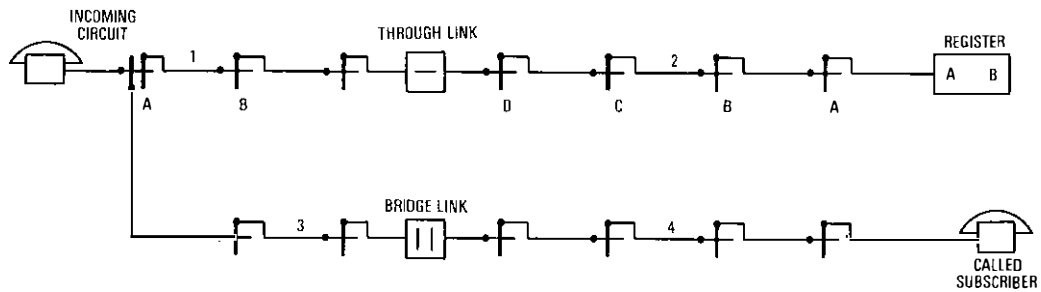 INCOMING
CIRCUIT
THROUGH LINK
REGISTER
1
2
A B
A
B
D
C
B
A
BRIDGE LINK
3
4
CALLED
SUBSCRIBER